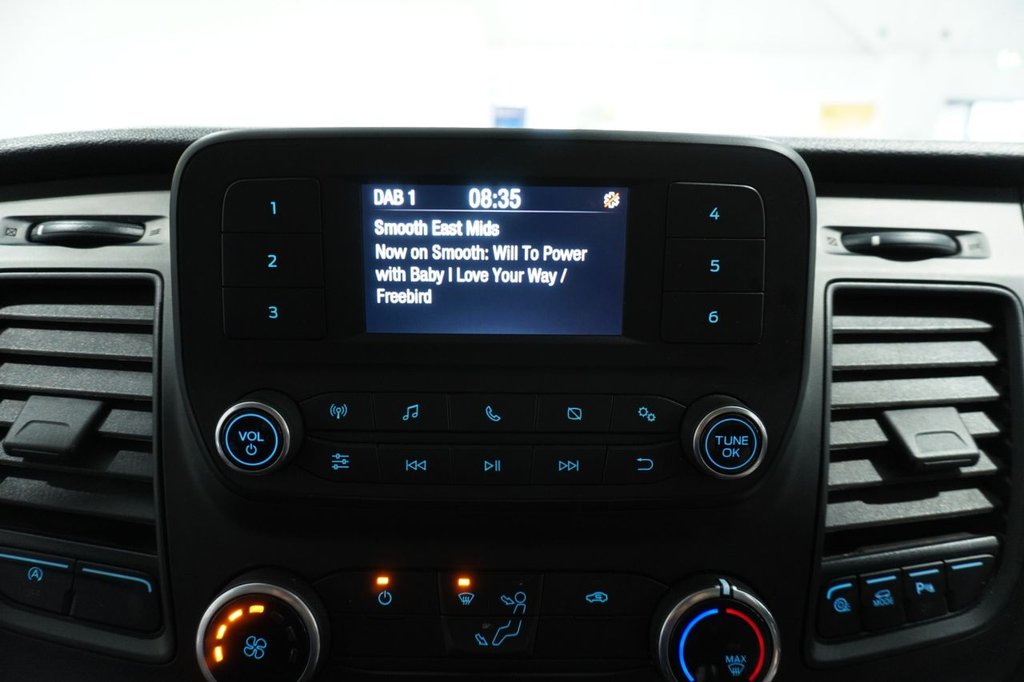 DAB 1 08:35
Smooth East Mids
Now on Smooth: Will To Power
with Baby I Love Your Way /
Freebird
1
2
3
4
5
6
VOL
TUNE
OK
A
MODE
MAX